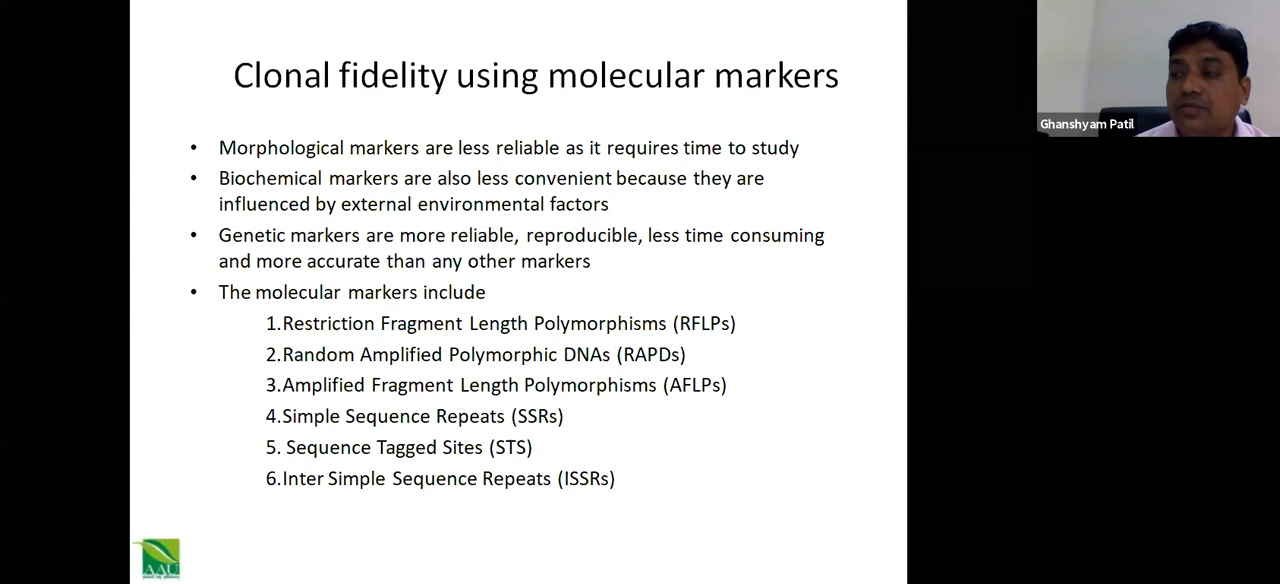 Clonal fidelity using molecular markers
• Morphological markers are less reliable as it requires time to study
• Biochemical markers are also less convenient because they are
influenced by external environmental factors
• Genetic markers are more reliable, reproducible, less time consuming
and more accurate than any other markers
• The molecular markers include
1.Restriction Fragment Length Polymorphisms (RFLPs)
2.Random Amplified Polymorphic DNAs (RAPDs)
3.Amplified Fragment Length Polymorphisms (AFLPs)
4.Simple Sequence Repeats (SSRs)
5. Sequence Tagged Sites (STS)
6.Inter Simple Sequence Repeats (ISSRs)
AAU
Ghanshyam Patil